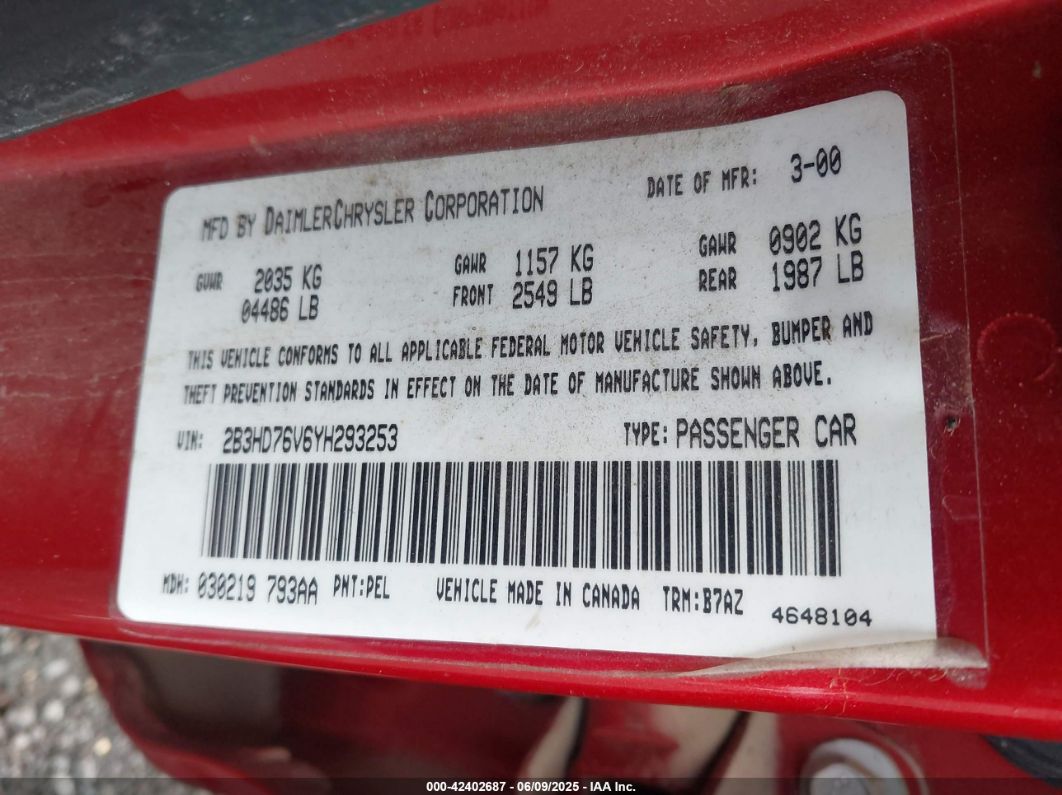 MFD BY DAIMLERCHRYSLER CORPORATION DATE OF MFR: 3-00
GVWR 2035 KG GAWR 1157 KG GAWR 0902 KG
04486 LB FRONT 2549 LB REAR 1987 LB
THIS VEHICLE CONFORMS TO ALL APPLICABLE FEDERAL MOTOR VEHICLE SAFETY, BUMPER AND
THEFT PREVENTION STANDARDS IN EFFECT ON THE DATE OF MANUFACTURE SHOWN ABOVE.
VIN: 2B3HD76V6YH293253 TYPE: PASSENGER CAR
MDH: 030219 793AA PNT:PEL VEHICLE MADE IN CANADA TRM:B7AZ
4648104
000-42402687 - 06/09/2025 - IAA Inc.